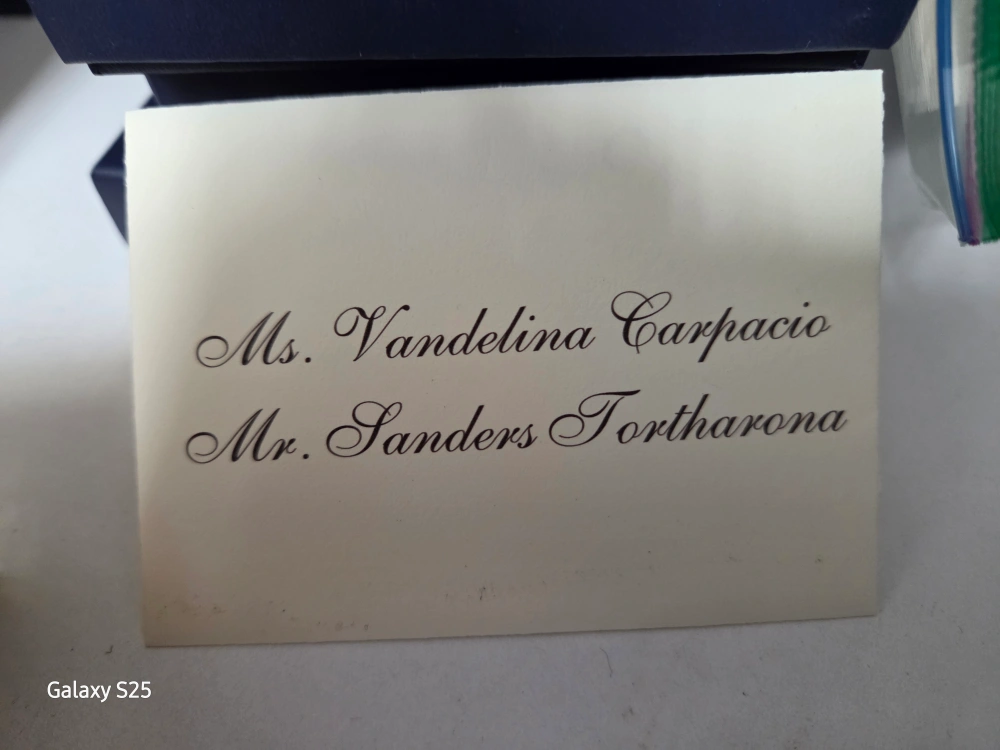 Ms. Vandelina Carpacio
Mr. Sanders Tortharona
Galaxy S25